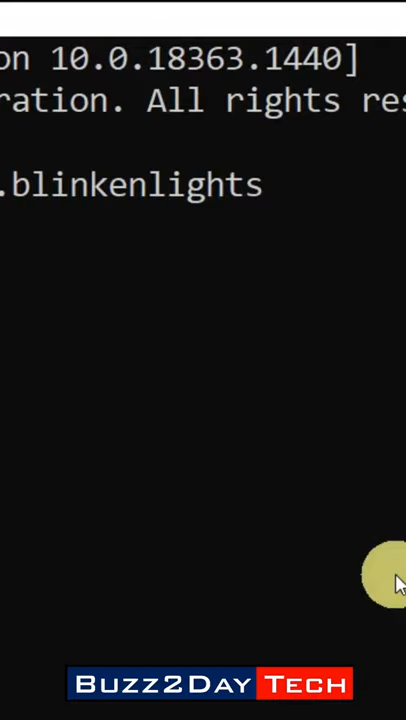 on 10.0.18363.1440]
ration. All rights res
.blinkenlights
Buzz2Day Tech